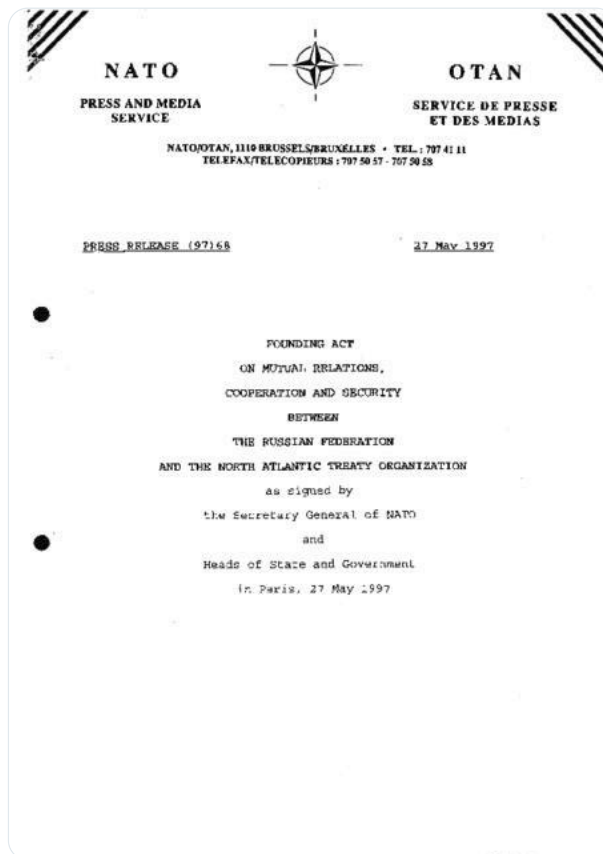 NATO
OTAN
PRESS AND MEDIA
SERVICE
SERVICE DE PRESSE
ET DES MEDIAS
NATO/OTAN, 1110 BRUSSELS/BRUXELLES • TEL.: 707 41 11
TELEFAX/TELECOPIEURS : 707 50 57 - 707 50 58
PRESS RELEASE (97)68
27 May 1997
FOUNDING ACT
ON MUTUAL RELATIONS,
COOPERATION AND SECURITY
BETWEEN
THE RUSSIAN FEDERATION
AND THE NORTH ATLANTIC TREATY ORGANIZATION
as signed by
the Secretary General of NATO
and
Heads of State and Government
in Paris, 27 May 1997